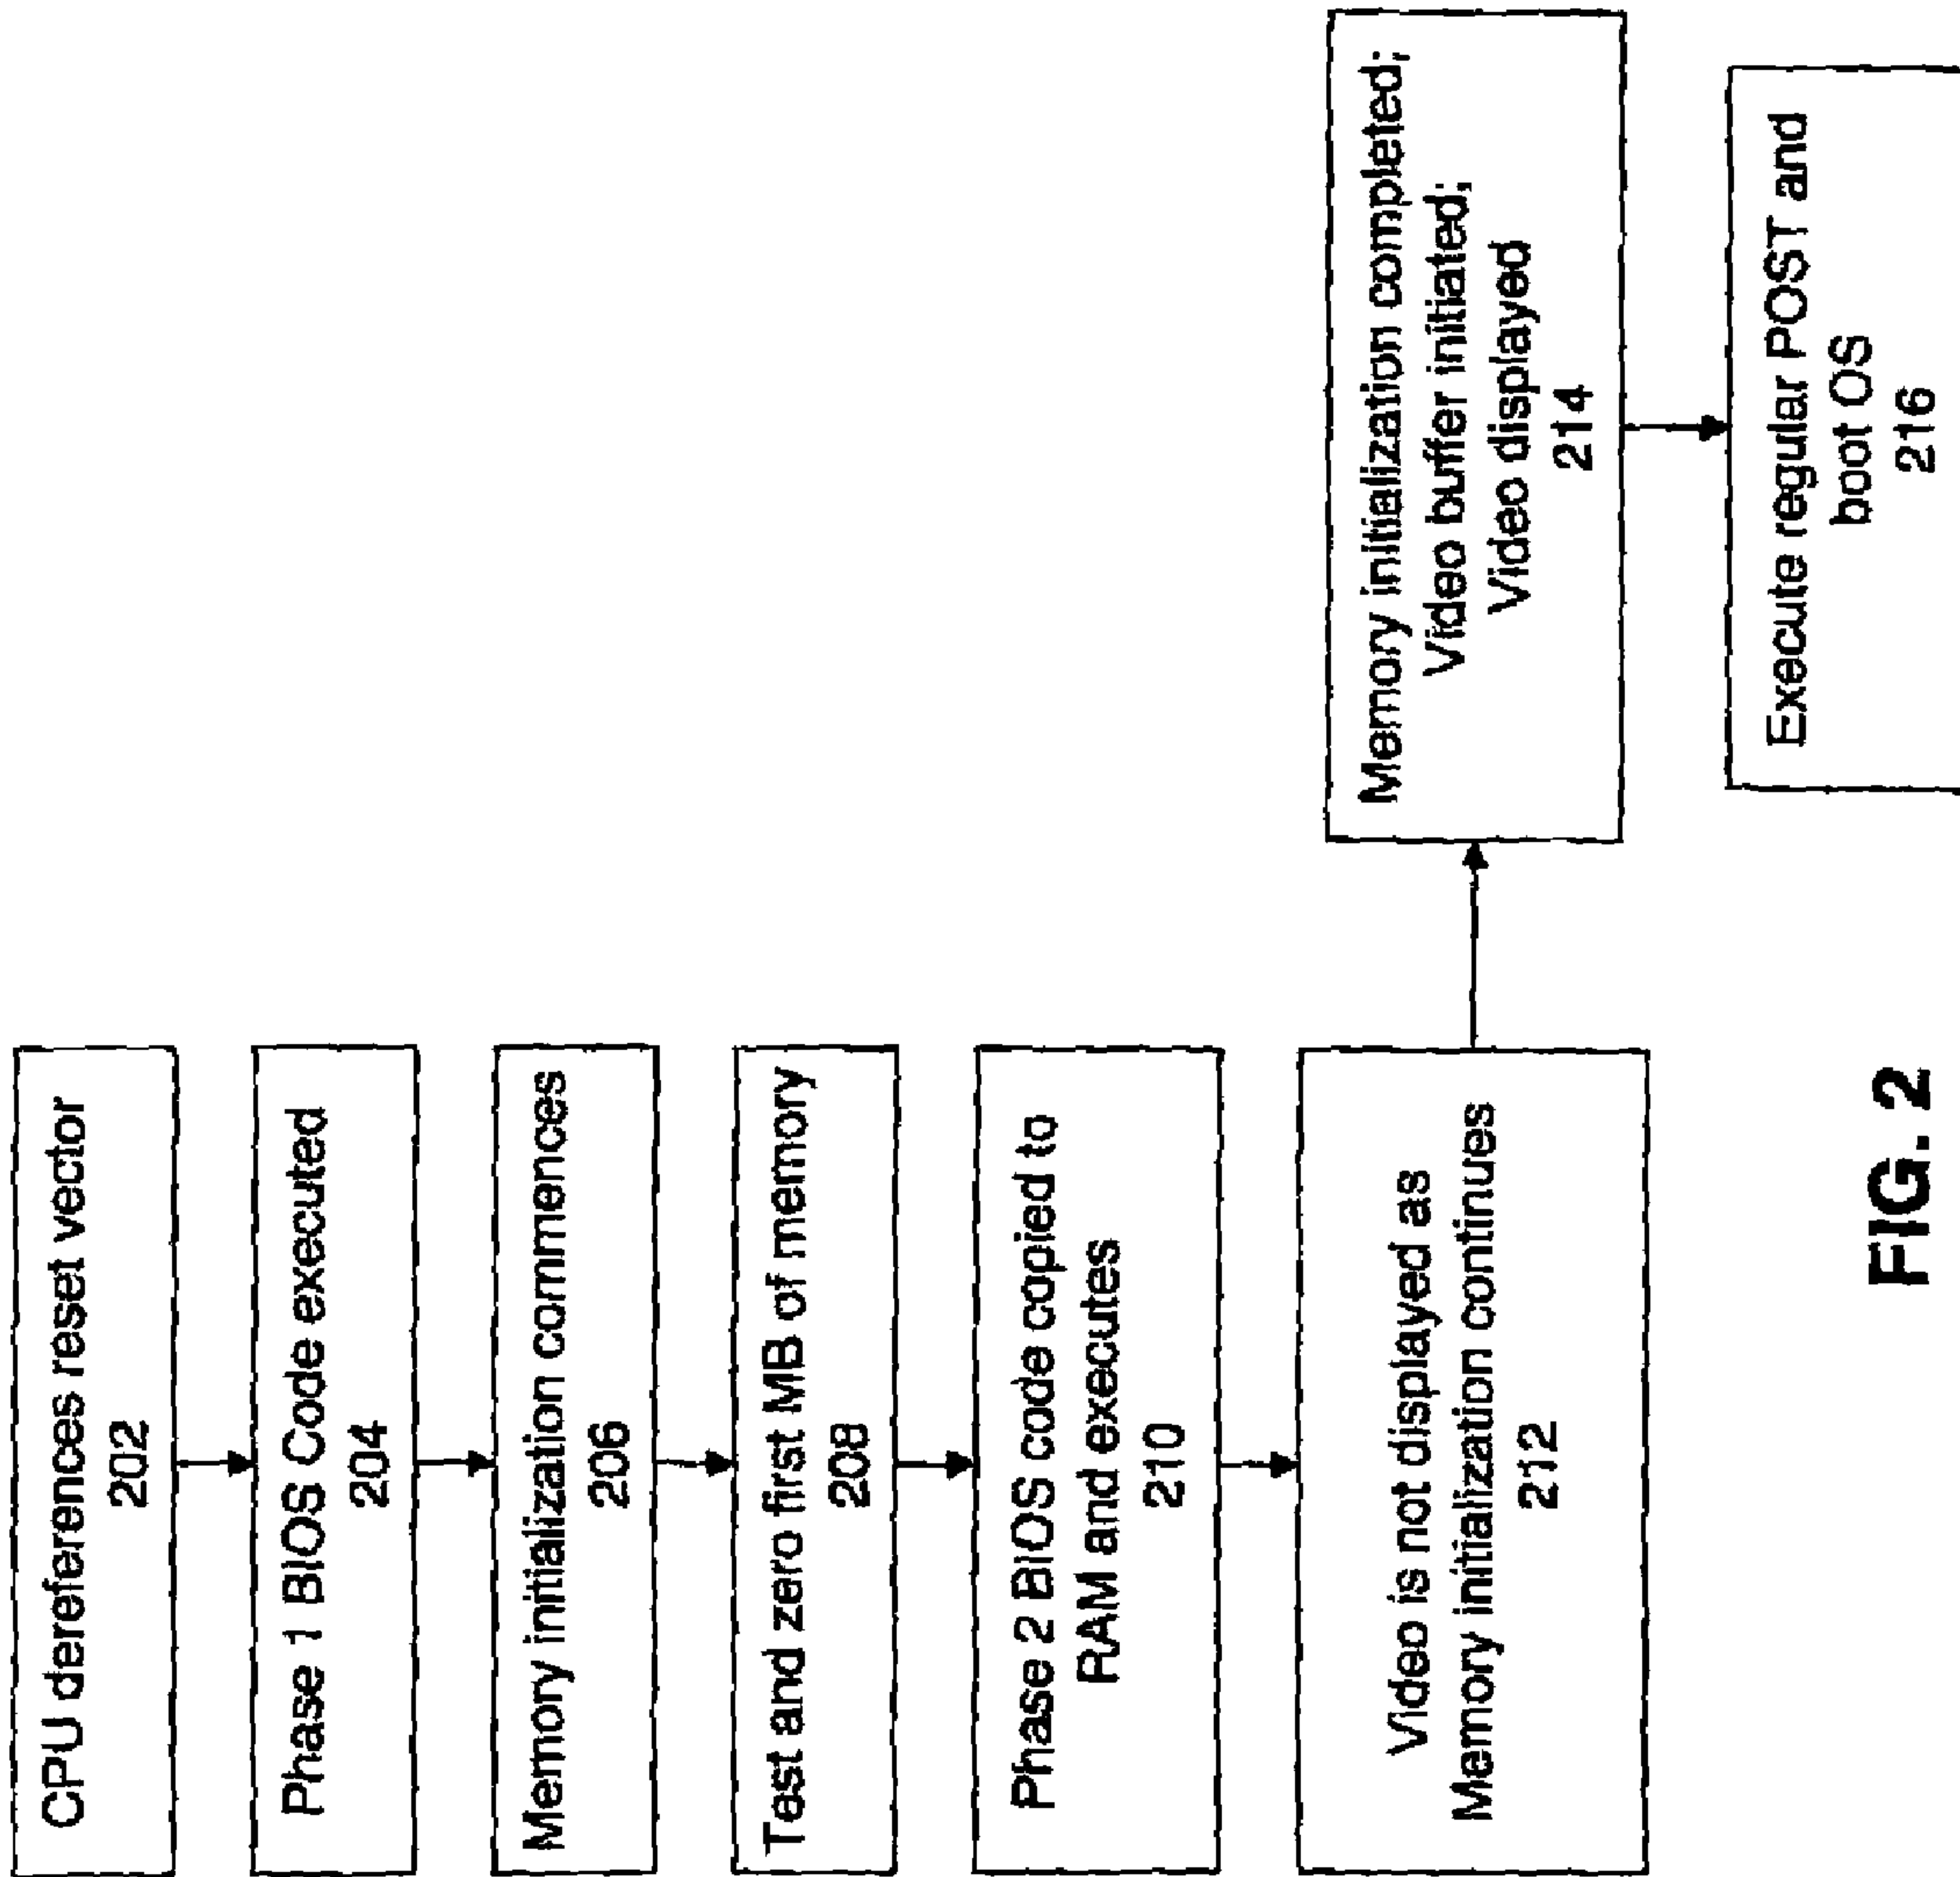 CPU dereferences reset vector
202
Phase 1 BIOS Code executed
204
Memory initialization commences
206
Test and zero first MB of memory
208
Phase 2 BIOS code copied to
RAM and executes
210
Video is not displayed as
Memory initialization continues
212
Memory initialization completed;
Video buffer initiated;
Video displayed
214
Execute regular POST and
boot OS
216
FIG. 2